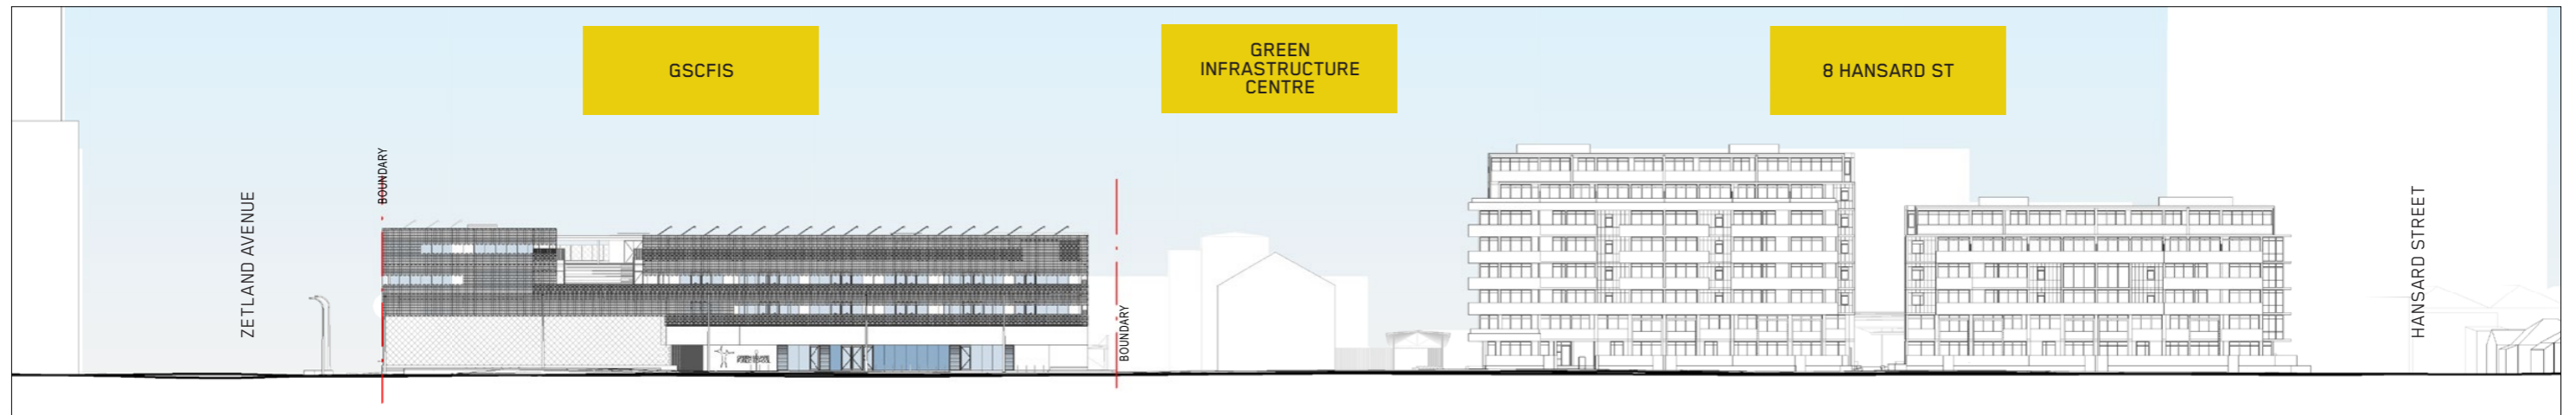 GSCFIS
GREEN
INFRASTRUCTURE
CENTRE
8 HANSARD ST
ZETLAND AVENUE
BOUNDARY
BOUNDARY
HANSARD STREET